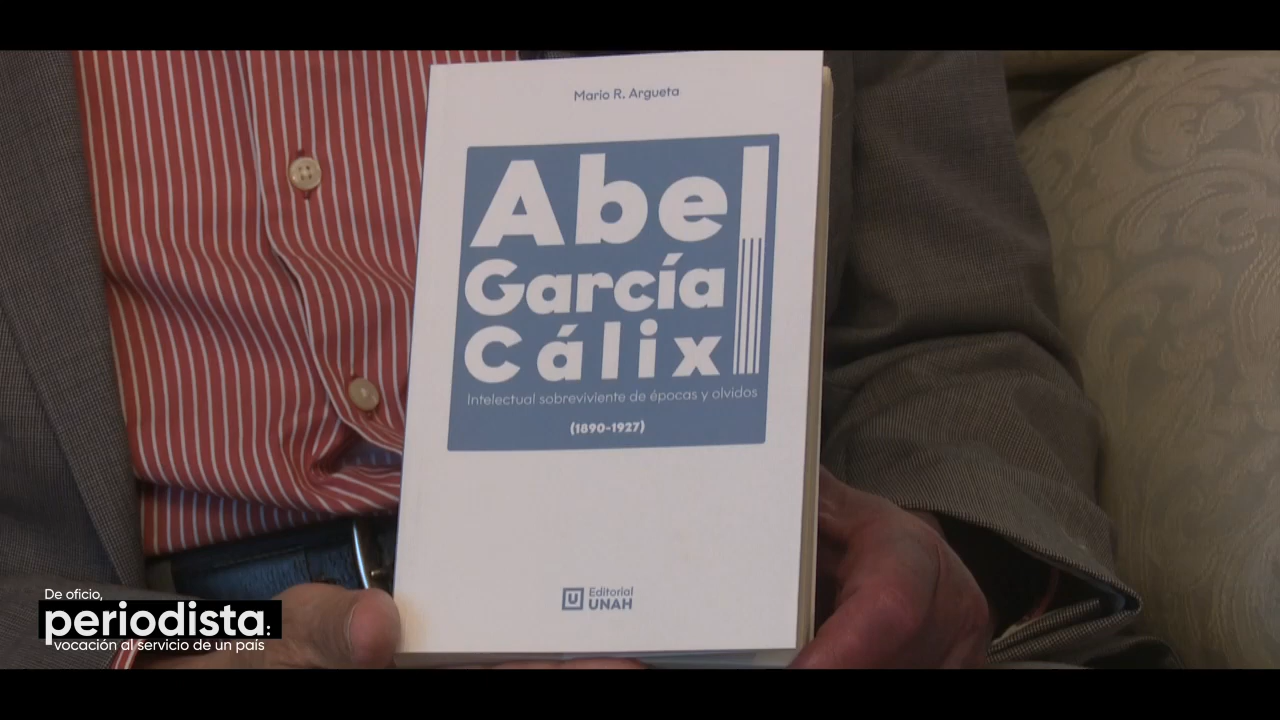 Mario R. Argueta
Abel
García
Cálix
Intelectual sobreviviente de épocas y olvidos
(1890-1927)
U Editorial
UNAH
De oficio,
periodista:
vocación al servicio de un país